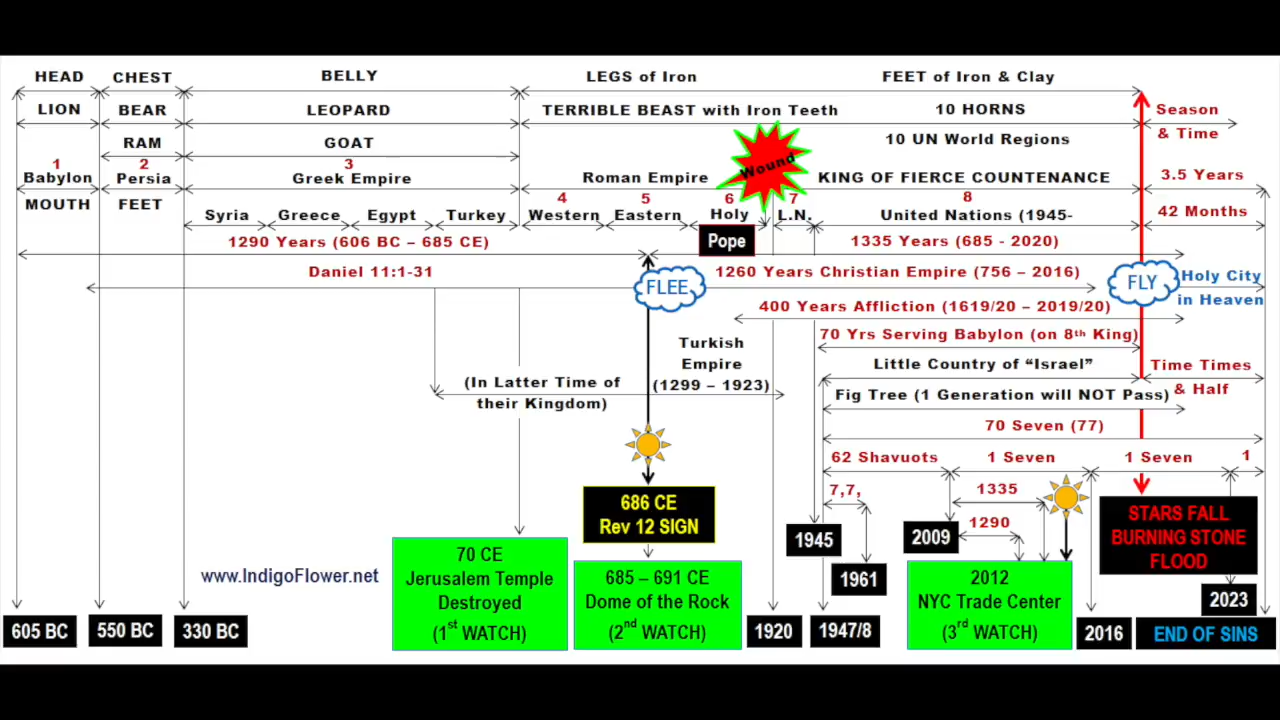 HEAD CHEST BELLY LEGS of Iron FEET of Iron & Clay
LION BEAR LEOPARD TERRIBLE BEAST with Iron Teeth 10 HORNS Season
& Time
RAM GOAT 10 UN World Regions
Wound
1 2 3
Babylon Persia Greek Empire Roman Empire KING OF FIERCE COUNTENANCE 3.5 Years
4 5 6 7 8
MOUTH FEET Syria Greece Egypt Turkey Western Eastern Holy L.N. United Nations (1945- 42 Months
Pope
1290 Years (606 BC – 685 CE) 1335 Years (685 - 2020)
Daniel 11:1-31 1260 Years Christian Empire (756 – 2016)
FLEE FLY Holy City
in Heaven
400 Years Affliction (1619/20 – 2019/20)
70 Yrs Serving Babylon (on 8th King)
Turkish
Empire
(1299 – 1923)
Little Country of “Israel” Time Times
& Half
(In Latter Time of
their Kingdom)
Fig Tree (1 Generation will NOT Pass)
70 Seven (77)
62 Shavuots 1 Seven 1 Seven 1
7,7, 1335
1290
686 CE
Rev 12 SIGN
STARS FALL
BURNING STONE
FLOOD
1945 2009
1961
www.IndigoFlower.net
70 CE
Jerusalem Temple
Destroyed
(1st WATCH)
685 – 691 CE
Dome of the Rock
(2nd WATCH)
2012
NYC Trade Center
(3rd WATCH)
2023
605 BC 550 BC 330 BC 1920 1947/8 2016 END OF SINS